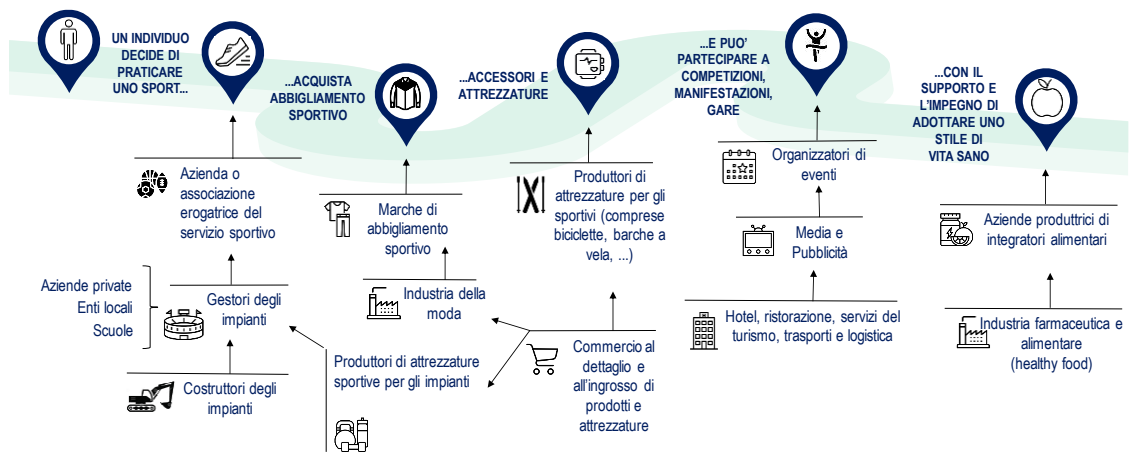 UN INDIVIDUO
DECIDE DI
PRATICARE
UNO SPORT...
...ACQUISTA
ABBIGLIAMENTO
SPORTIVO
...ACCESSORI E
ATTREZZATURE
...E PUO’
PARTECIPARE A
COMPETIZIONI,
MANIFESTAZIONI,
GARE
...CON IL
SUPPORTO E
L’IMPEGNO DI
ADOTTARE UNO
STILE DI
VITA SANO
Azienda o
associazione
erogatrice del
servizio sportivo
Aziende private
Enti locali
Scuole
Gestori degli
impianti
Costruttori degli
impianti
Marche di
abbigliamento
sportivo
Industria della
moda
Produttori di attrezzature
sportive per gli impianti
Produttori di
attrezzature per gli
sportivi (comprese
biciclette, barche a
vela, ...)
Commercio al
dettaglio e
all’ingrosso di
prodotti e
attrezzature
Organizzatori di
eventi
Media e
Pubblicità
Hotel, ristorazione, servizi del
turismo, trasporti e logistica
Aziende produttrici di
integratori alimentari
Industria farmaceutica e
alimentare
(healthy food)